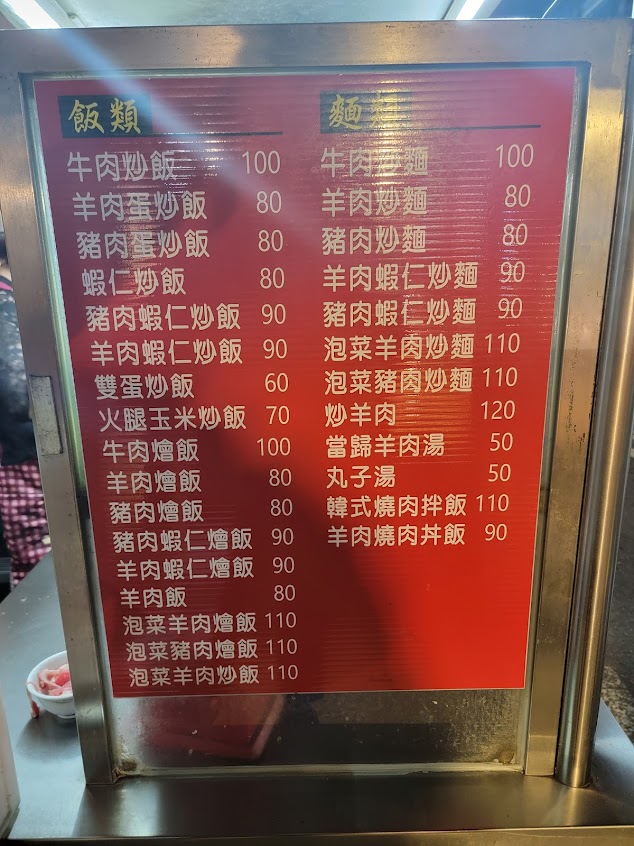 飯類
牛肉炒飯 100
羊肉蛋炒飯 80
豬肉蛋炒飯 80
蝦仁炒飯 80
豬肉蝦仁炒飯 90
羊肉蝦仁炒飯 90
雙蛋炒飯 60
火腿玉米炒飯 70
牛肉燴飯 100
羊肉燴飯 80
豬肉燴飯 80
豬肉蝦仁燴飯 90
羊肉蝦仁燴飯 90
羊肉飯 80
泡菜羊肉燴飯 110
泡菜豬肉燴飯 110
泡菜羊肉炒飯 110
麵類
牛肉炒麵 100
羊肉炒麵 80
豬肉炒麵 80
羊肉蝦仁炒麵 90
豬肉蝦仁炒麵 90
泡菜羊肉炒麵 110
泡菜豬肉炒麵 110
炒羊肉 120
當歸羊肉湯 50
丸子湯 50
韓式燒肉拌飯 110
羊肉燒肉丼飯 90